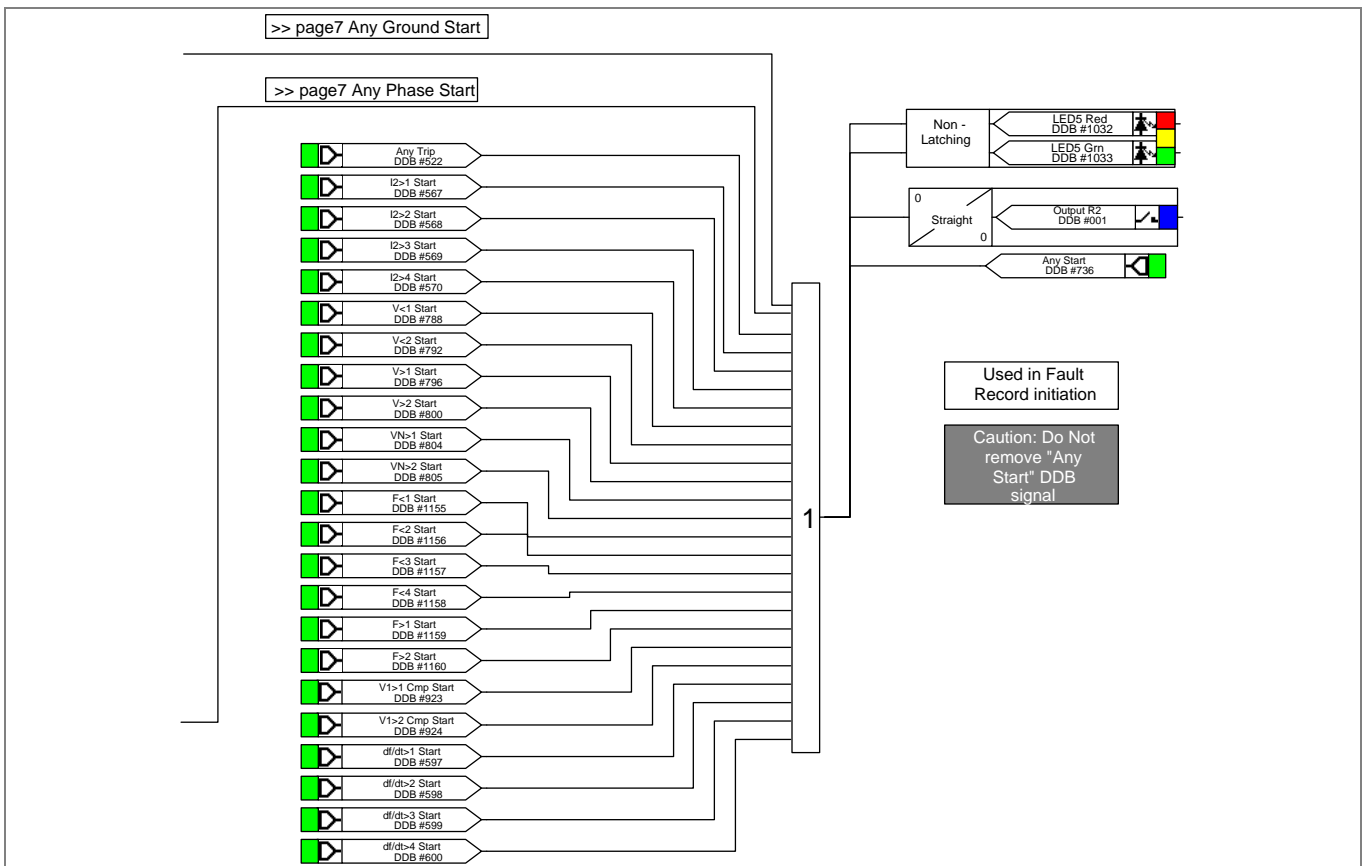 >> page7 Any Ground Start
>> page7 Any Phase Start
Any Trip
DDB #522
I2>1 Start
DDB #567
I2>2 Start
DDB #568
I2>3 Start
DDB #569
I2>4 Start
DDB #570
V<1 Start
DDB #788
V<2 Start
DDB #792
V>1 Start
DDB #796
V>2 Start
DDB #800
VN>1 Start
DDB #804
VN>2 Start
DDB #805
F<1 Start
DDB #1155
F<2 Start
DDB #1156
F<3 Start
DDB #1157
F<4 Start
DDB #1158
F>1 Start
DDB #1159
F>2 Start
DDB #1160
V1>1 Cmp Start
DDB #923
V1>2 Cmp Start
DDB #924
df/dt>1 Start
DDB #597
df/dt>2 Start
DDB #598
df/dt>3 Start
DDB #599
df/dt>4 Start
DDB #600
1
Non -
Latching
LED5 Red
DDB #1032
LED5 Grn
DDB #1033
0
Straight
0
Output R2
DDB #001
Any Start
DDB #736
Used in Fault
Record initiation
Caution: Do Not
remove "Any
Start" DDB
signal